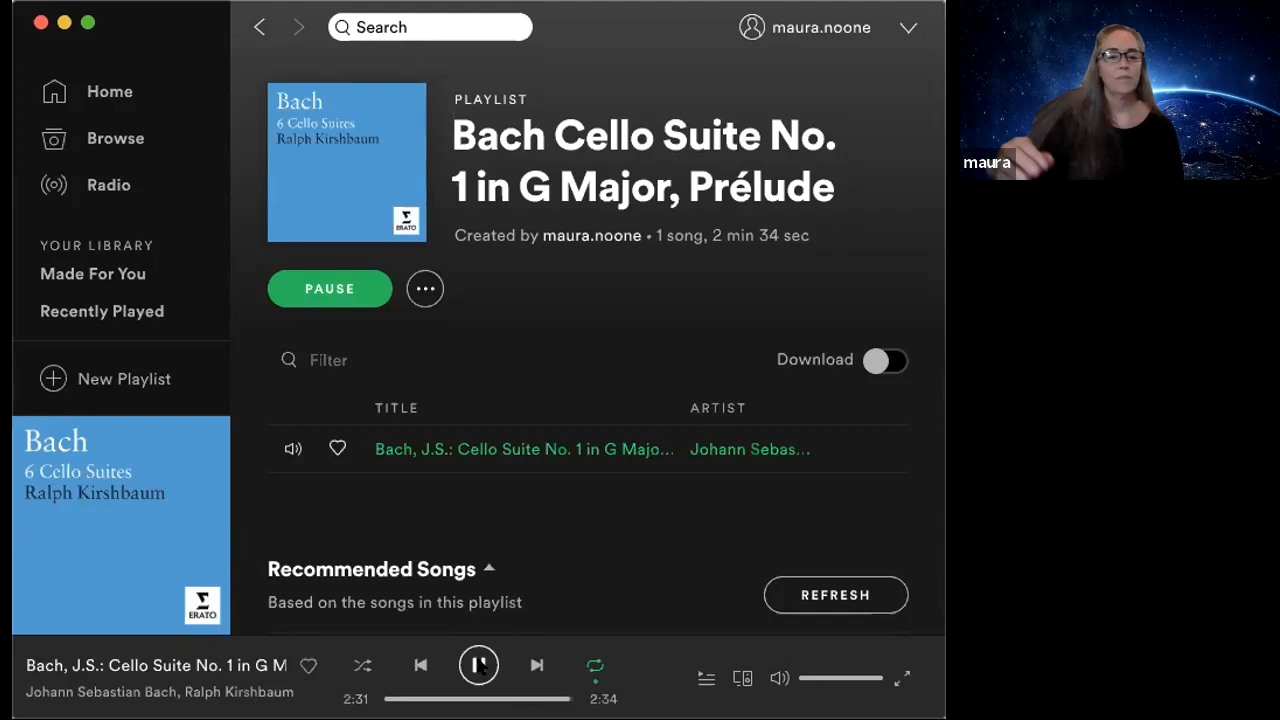 Search
maura.noone
Home
Browse
Radio
YOUR LIBRARY
Made For You
Recently Played
New Playlist
Bach
6 Cello Suites
Ralph Kirshbaum
ERATO
PLAYLIST
Bach Cello Suite No.
1 in G Major, Prélude
Created by maura.noone • 1 song, 2 min 34 sec
PAUSE
Filter
Download
TITLE ARTIST
Bach, J.S.: Cello Suite No. 1 in G Majo... Johann Sebas...
Recommended Songs
Based on the songs in this playlist
REFRESH
Bach
6 Cello Suites
Ralph Kirshbaum
ERATO
Bach, J.S.: Cello Suite No. 1 in G M
Johann Sebastian Bach, Ralph Kirshbaum
2:31
2:34
maura